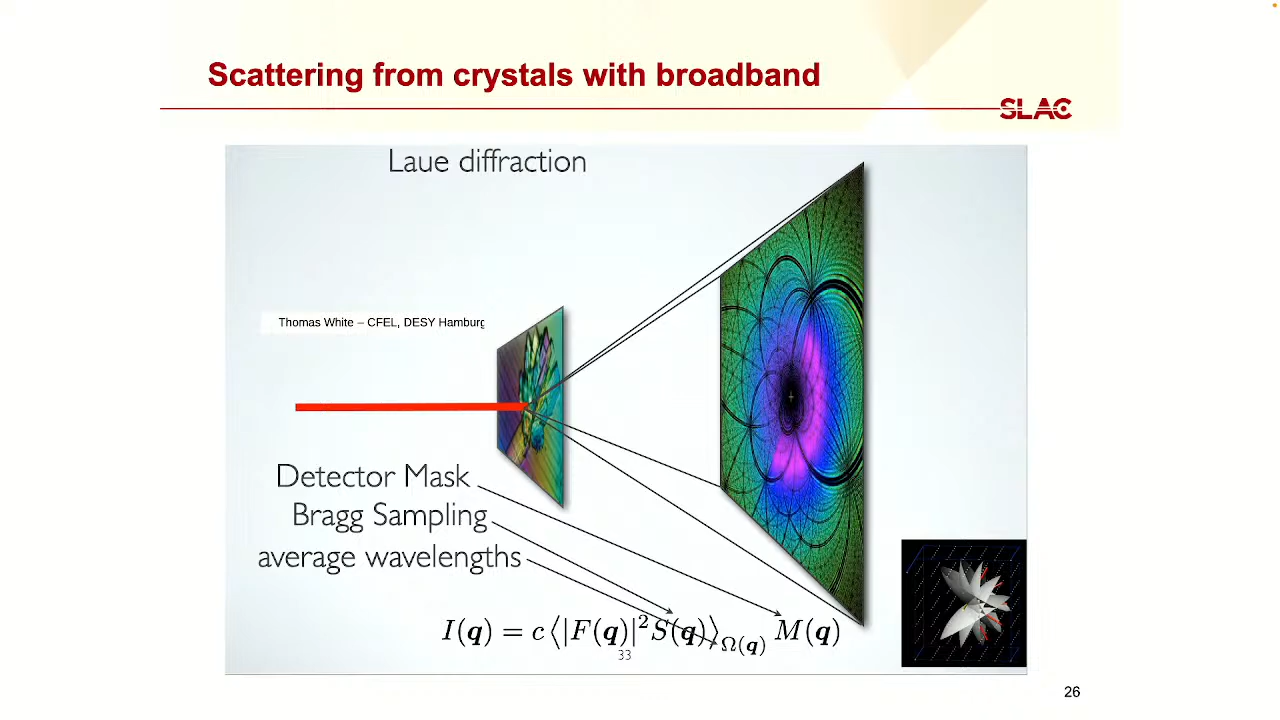 Scattering from crystals with broadband
SLAC
Laue diffraction
Thomas White – CFEL, DESY Hamburg
Detector Mask
Bragg Sampling
average wavelengths
I(q) = c ⟨|F(q)|²S(q)⟩_Ω(q) M(q)
33
26